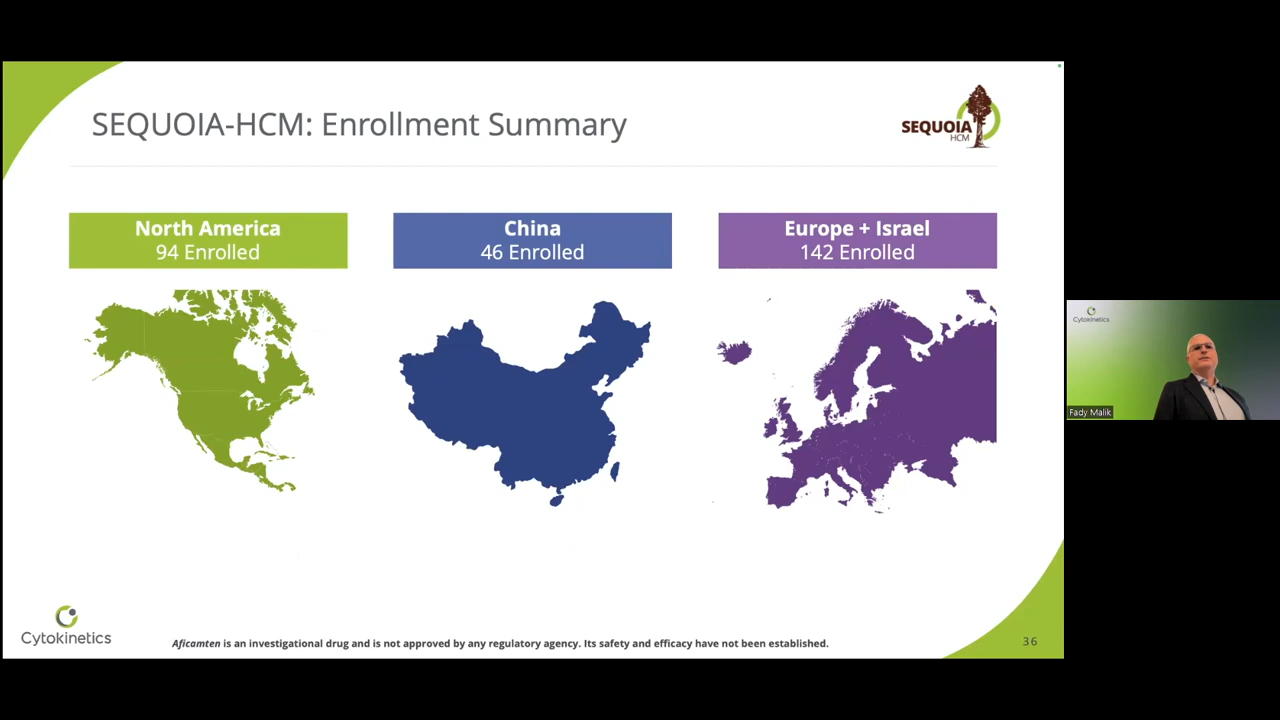 SEQUOIA-HCM: Enrollment Summary
SEQUOIA
HCM
North America
94 Enrolled
China
46 Enrolled
Europe + Israel
142 Enrolled
Cytokinetics
Fady Malik
Cytokinetics
Aficamten is an investigational drug and is not approved by any regulatory agency. Its safety and efficacy have not been established.
36